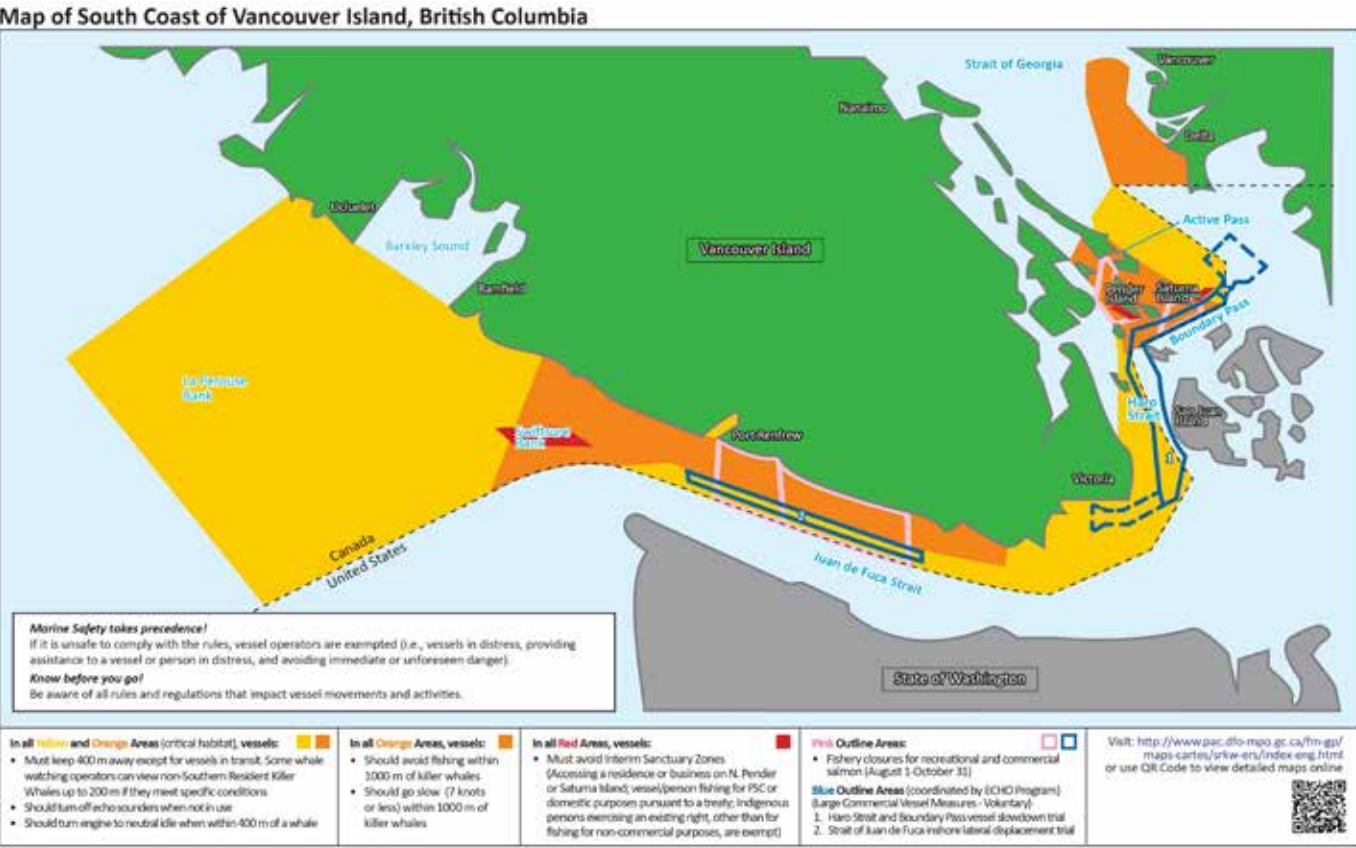 Map of South Coast of Vancouver Island, British Columbia
Strait of Georgia
Vancouver
Nanaimo
Delta
Ucluelet
Active Pass
Barkley Sound
Vancouver Island
Bamfield
Pender
Island
Saturna
Island
Boundary Pass
La Perouse
Bank
Haro
Strait
San Juan
Island
Swiftsure
Bank
Port Renfrew
1
Victoria
2
Canada
United States
Juan de Fuca Strait
State of Washington
Marine Safety takes precedence!
If it is unsafe to comply with the rules, vessel operators are exempted (i.e., vessels in distress, providing
assistance to a vessel or person in distress, and avoiding immediate or unforeseen danger).
Know before you go!
Be aware of all rules and regulations that impact vessel movements and activities.
In all Yellow and Orange Areas (critical habitat), vessels:
• Must keep 400 m away except for vessels in transit. Some whale
watching operators can view non-Southern Resident Killer
Whales up to 200 m if they meet specific conditions
• Should turn off echo sounders when not in use
• Should turn engine to neutral idle when within 400 m of a whale
In all Orange Areas, vessels:
• Should avoid fishing within
1000 m of killer whales
• Should go slow (7 knots
or less) within 1000 m of
killer whales
In all Red Areas, vessels:
• Must avoid Interim Sanctuary Zones
(Accessing a residence or business on N. Pender
or Saturna Island; vessel/person fishing for FSC or
domestic purposes pursuant to a treaty; Indigenous
persons exercising an existing right, other than for
fishing for non-commercial purposes, are exempt)
Pink Outline Areas:
• Fishery closures for recreational and commercial
salmon (August 1-October 31)
Blue Outline Areas (coordinated by ECHO Program)
(Large Commercial Vessel Measures - Voluntary)
1. Haro Strait and Boundary Pass vessel slowdown trial
2. Strait of Juan de Fuca inshore lateral displacement trial
Visit: http://www.pac.dfo-mpo.gc.ca/fm-gp/
maps-cartes/srkw-ers/index-eng.html
or use QR Code to view detailed maps online